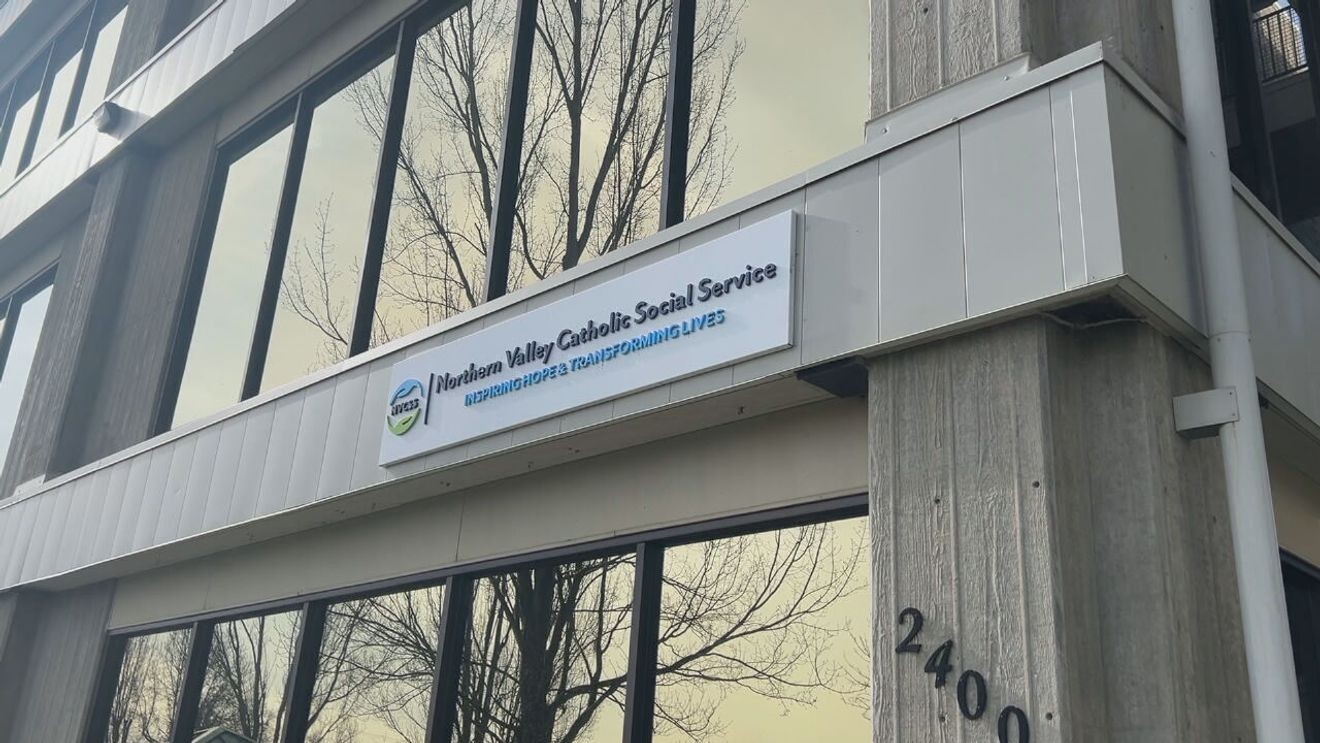 NVCSS
Northern Valley Catholic Social Service
INSPIRING HOPE & TRANSFORMING LIVES
2400